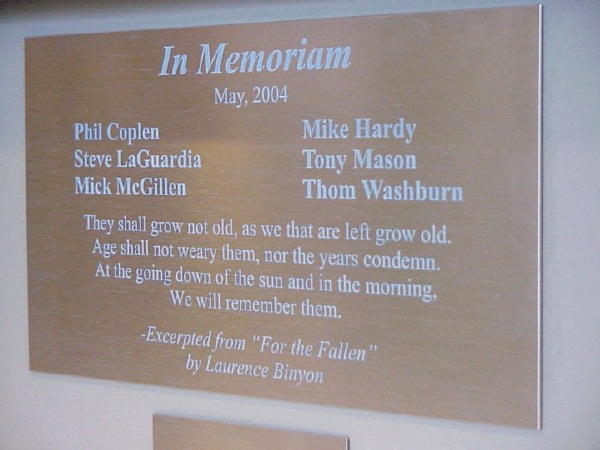 In Memoriam
May, 2004
Phil Coplen
Steve LaGuardia
Mick McGillen
Mike Hardy
Tony Mason
Thom Washburn
They shall grow not old, as we that are left grow old.
Age shall not weary them, nor the years condemn.
At the going down of the sun and in the morning,
We will remember them.
-Excerpted from "For the Fallen"
by Laurence Binyon